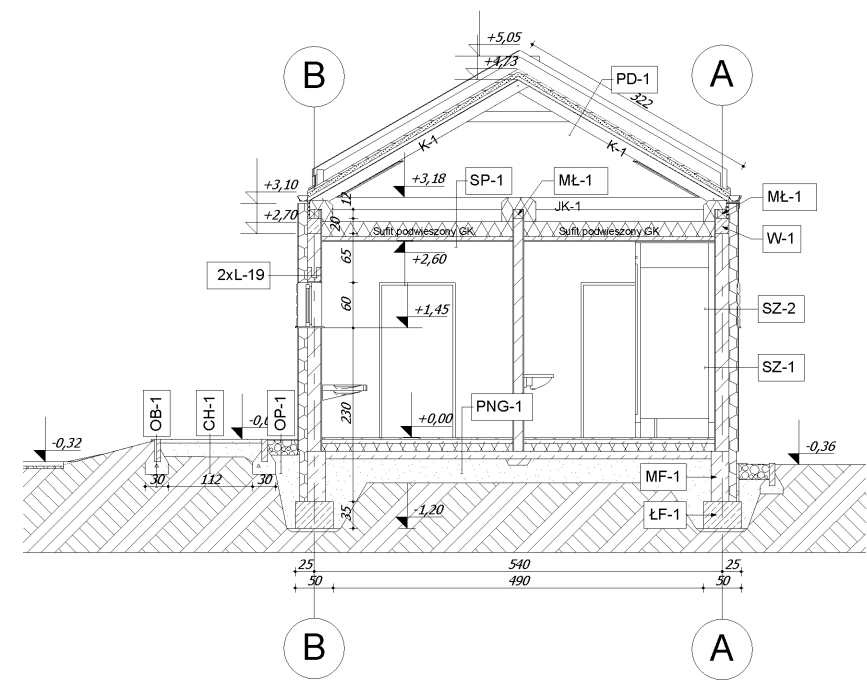 +5,05
+4,73
B
A
PD-1
322
K-1
K-1
+3,10
+3,18
SP-1
MŁ-1
MŁ-1
12
JK-1
+2,70
20
Sufit podwieszony GK
Sufit podwieszony GK
W-1
+2,60
65
2xL-19
60
+1,45
SZ-2
SZ-1
OB-1
CH-1
OP-1
230
PNG-1
+0,00
-0,32
-0,36
30
112
30
MF-1
35
-1,20
ŁF-1
25
540
25
50
490
50
B
A